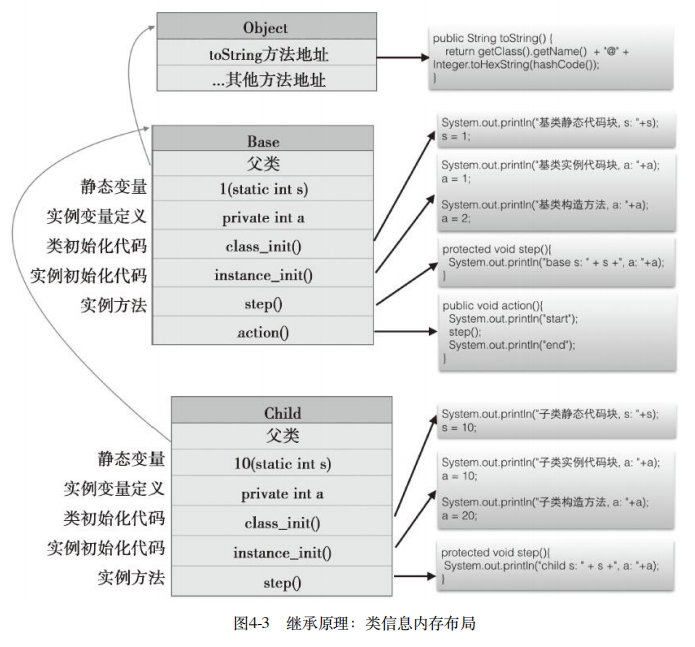 Object
toString方法地址
...其他方法地址
public String toString() {
return getClass().getName() + "@" +
Integer.toHexString(hashCode());
}
Base
父类
静态变量
1(static int s)
实例变量定义
private int a
类初始化代码
class_init()
实例初始化代码
instance_init()
实例方法
step()
action()
System.out.println("基类静态代码块, s: "+s);
s = 1;
System.out.println("基类实例代码块, a: "+a);
a = 1;
System.out.println("基类构造方法, a: "+a);
a = 2;
protected void step(){
System.out.println("base s: " + s +", a: "+a);
}
public void action(){
System.out.println("start");
step();
System.out.println("end");
}
Child
父类
静态变量
10(static int s)
实例变量定义
private int a
类初始化代码
class_init()
实例初始化代码
instance_init()
实例方法
step()
System.out.println("子类静态代码块, s: "+s);
s = 10;
System.out.println("子类实例代码块, a: "+a);
a = 10;
System.out.println("子类构造方法, a: "+a);
a = 20;
protected void step(){
System.out.println("child s: " + s +", a: "+a);
}
图4-3 继承原理：类信息内存布局